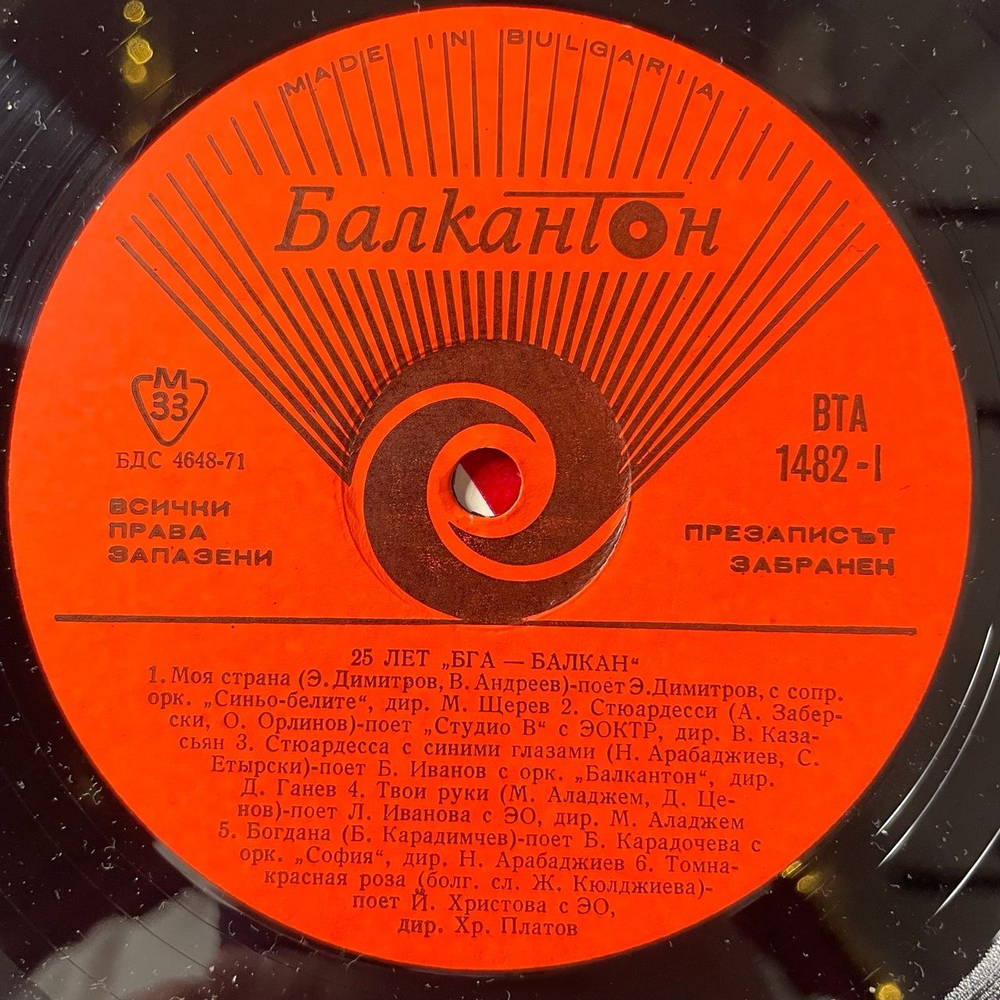 MADE IN BULGARIA
Балкантон
М
33
БДС 4648-71
ВСИЧКИ
ПРАВА
ЗАПАЗЕНИ
ВТА
1482-I
ПРЕЗАПИСЪТ
ЗАБРАНЕН
25 ЛЕТ „БГА — БАЛКАН“
1. Моя страна (Э. Димитров, В. Андреев)-поет Э. Димитров, с сопр.
орк. „Синьо-белите“, дир. М. Щерев 2. Стюардесси (А. Забер-
ски, О. Орлинов)-поет „Студио В“ с ЭОКТР, дир. В. Каза-
сьян 3. Стюардесса с синими глазами (Н. Арабаджиев, С.
Етырски)-поет Б. Иванов с орк. „Балкантон“, дир.
Д. Ганев 4. Твои руки (М. Аладжем, Д. Це-
нов)-поет Л. Иванова с ЭО, дир. М. Аладжем
5. Богдана (Б. Карадимчев)-поет Б. Карадочева с
орк. „София“, дир. Н. Арабаджиев 6. Томна-
красная роза (болг. сл. Ж. Кюлджиева)-
поет Й. Христова с ЭО,
дир. Хр. Платов